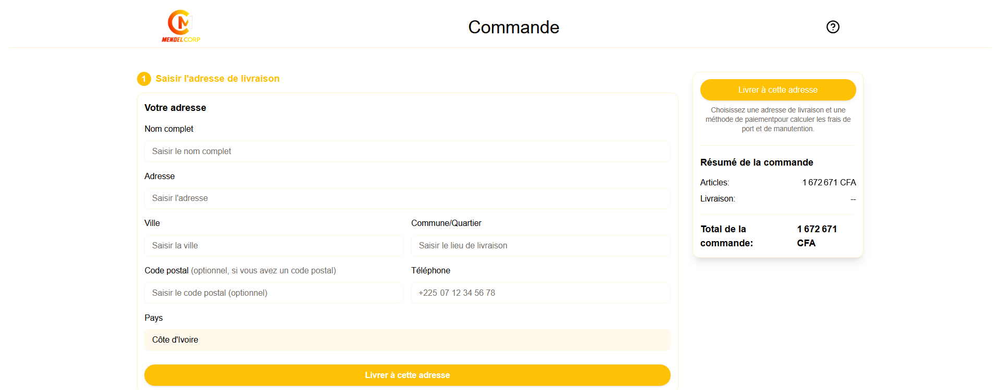 MENDELCORP
Commande
1 Saisir l'adresse de livraison
Votre adresse
Nom complet
Saisir le nom complet
Adresse
Saisir l'adresse
Ville
Commune/Quartier
Saisir la ville
Saisir le lieu de livraison
Code postal (optionnel, si vous avez un code postal)
Téléphone
Saisir le code postal (optionnel)
+225 07 12 34 56 78
Pays
Côte d'Ivoire
Livrer à cette adresse
Livrer à cette adresse
Choisissez une adresse de livraison et une
méthode de paiementpour calculer les frais de
port et de manutention.
Résumé de la commande
Articles: 1 672 671 CFA
Livraison: --
Total de la 1 672 671
commande: CFA